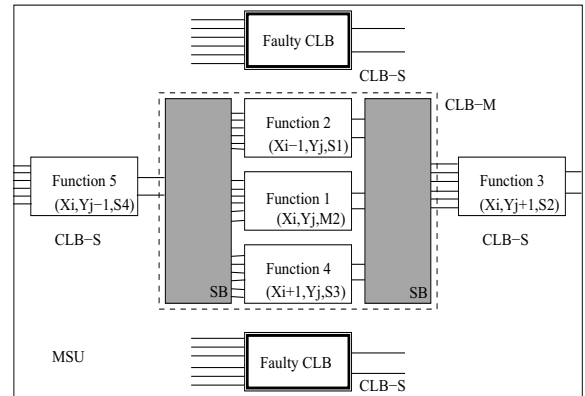 Faulty CLB
CLB−S
CLB−M
Function 2
(Xi−1,Yj,S1)
Function 5
(Xi,Yj−1,S4)
CLB−S
Function 1
(Xi,Yj,M2)
Function 3
(Xi,Yj+1,S2)
CLB−S
Function 4
(Xi+1,Yj,S3)
SB
SB
MSU
Faulty CLB
CLB−S